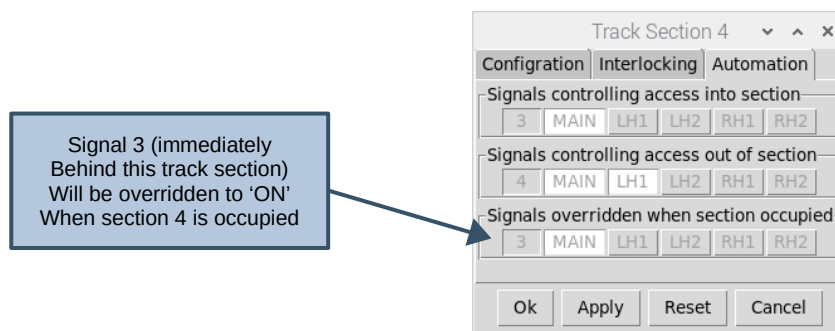 Track Section 4
Configration Interlocking Automation
Signals controlling access into section
3 MAIN LH1 LH2 RH1 RH2
Signal 3 (immediately
Behind this track section)
Will be overridden to ‘ON’
When section 4 is occupied
Signals controlling access out of section
4 MAIN LH1 LH2 RH1 RH2
Signals overridden when section occupied
3 MAIN LH1 LH2 RH1 RH2
Ok Apply Reset Cancel